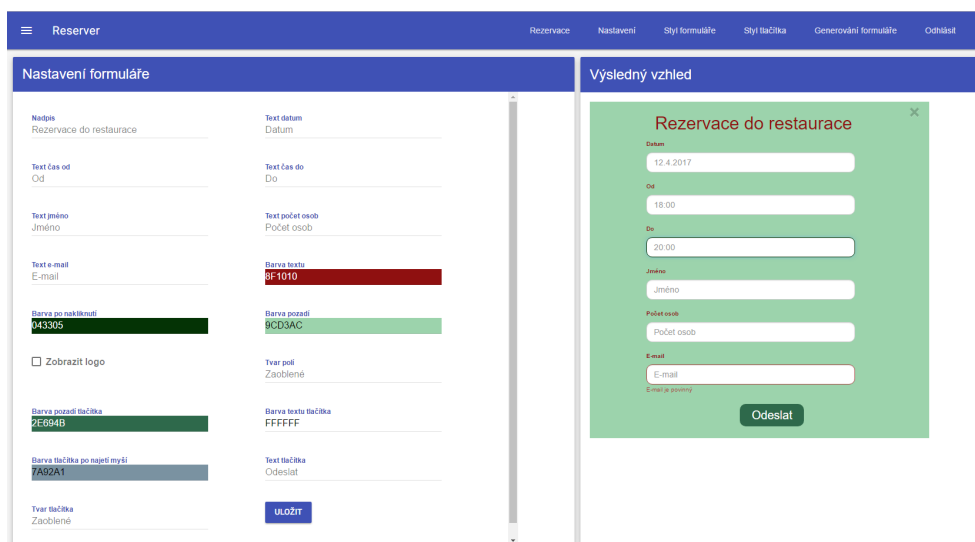 Reserver
Rezervace Nastavení Styl formuláře Styl tlačítka Generování formuláře Odhlásit
Nastavení formuláře
Nadpis
Rezervace do restaurace
Text datum
Datum
Text čas od
Od
Text čas do
Do
Text jméno
Jméno
Text počet osob
Počet osob
Text e-mail
E-mail
Barva textu
8F1010
Barva po nakliknutí
043305
Barva pozadí
9CD3AC
Zobrazit logo
Tvar polí
Zaoblené
Barva pozadí tlačítka
2E694B
Barva textu tlačítka
FFFFFF
Barva tlačítka po najetí myší
7A92A1
Text tlačítka
Odeslat
Tvar tlačítka
Zaoblené
ULOŽIT
Výsledný vzhled
×
Rezervace do restaurace
Datum
12.4.2017
Od
18:00
Do
20:00
Jméno
Jméno
Počet osob
Počet osob
E-mail
E-mail
E-mail je povinný
Odeslat